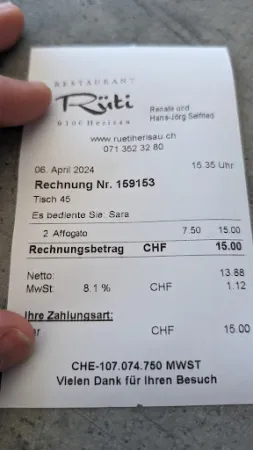 RESTAURANT
Rüti
9100 Herisau
Renate und
Hans-Jörg Seifried
www.ruetiherisau.ch
071 352 32 80
06. April 2024 15.35 Uhr
Rechnung Nr. 159153
Tisch 45
Es bediente Sie: Sara
2 Affogato 7.50 15.00
Rechnungsbetrag CHF 15.00
Netto: 13.88
MwSt: 8.1 % CHF 1.12
Ihre Zahlungsart:
CHF 15.00
CHE-107.074.750 MWST
Vielen Dank für Ihren Besuch